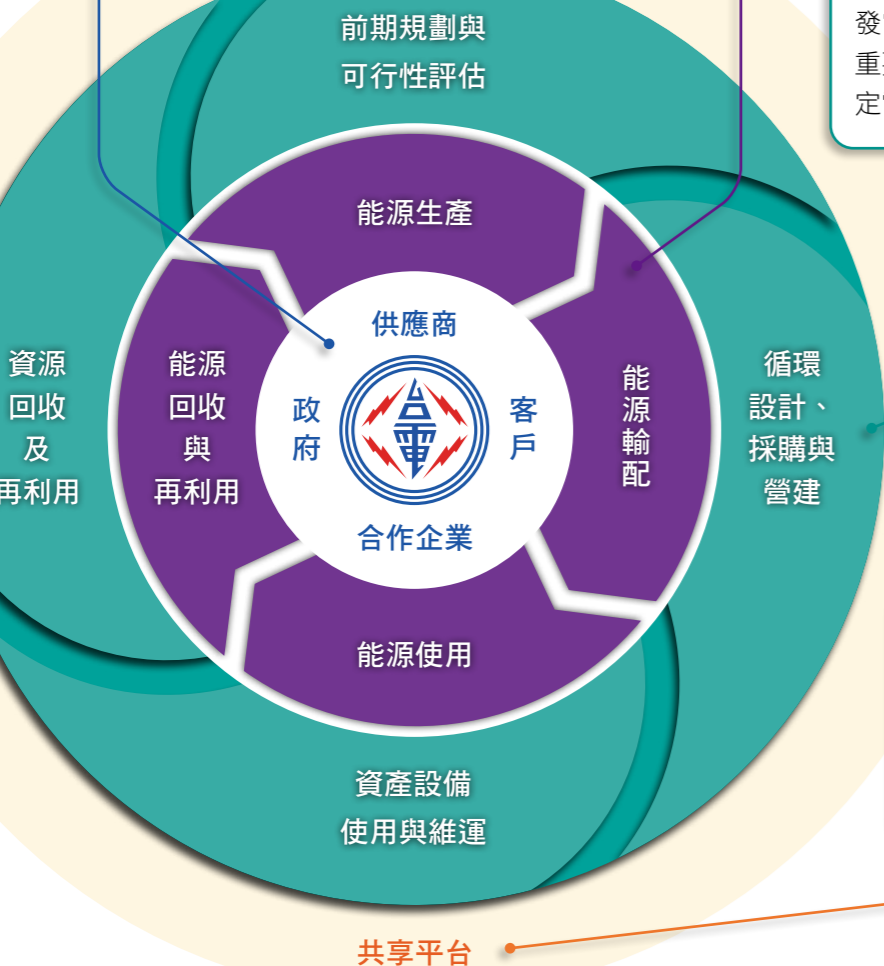 前期規劃與
可行性評估
發
重
定
能源生產
供應商
政府
客戶
合作企業
能源
回收
與
再利用
能源輸配
資源
回收
及
再利用
循環
設計、
採購與
營建
能源使用
資產設備
使用與維運
共享平台